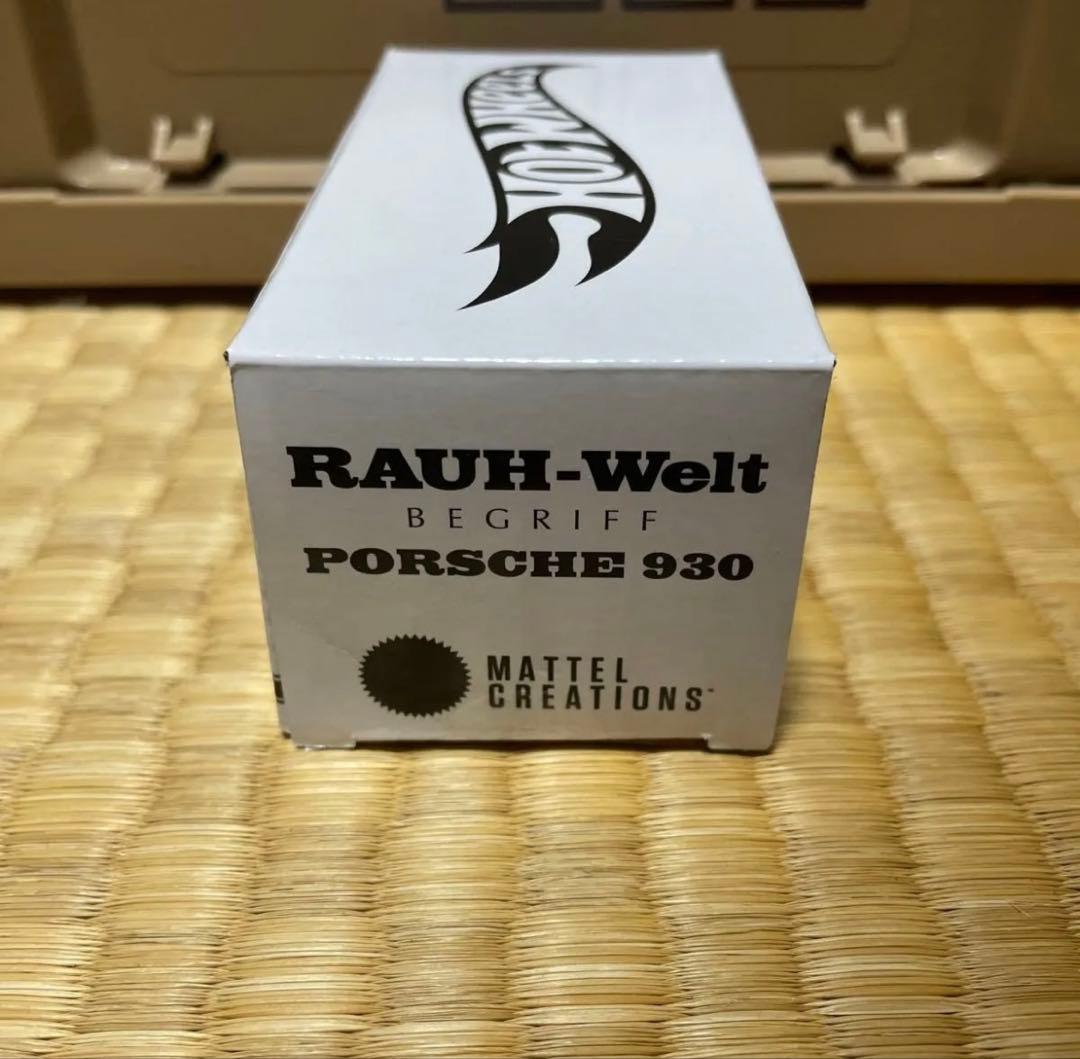 HOT WHEELS
RAUH-Welt
BEGRIFF
PORSCHE 930
MATTEL
CREATIONS